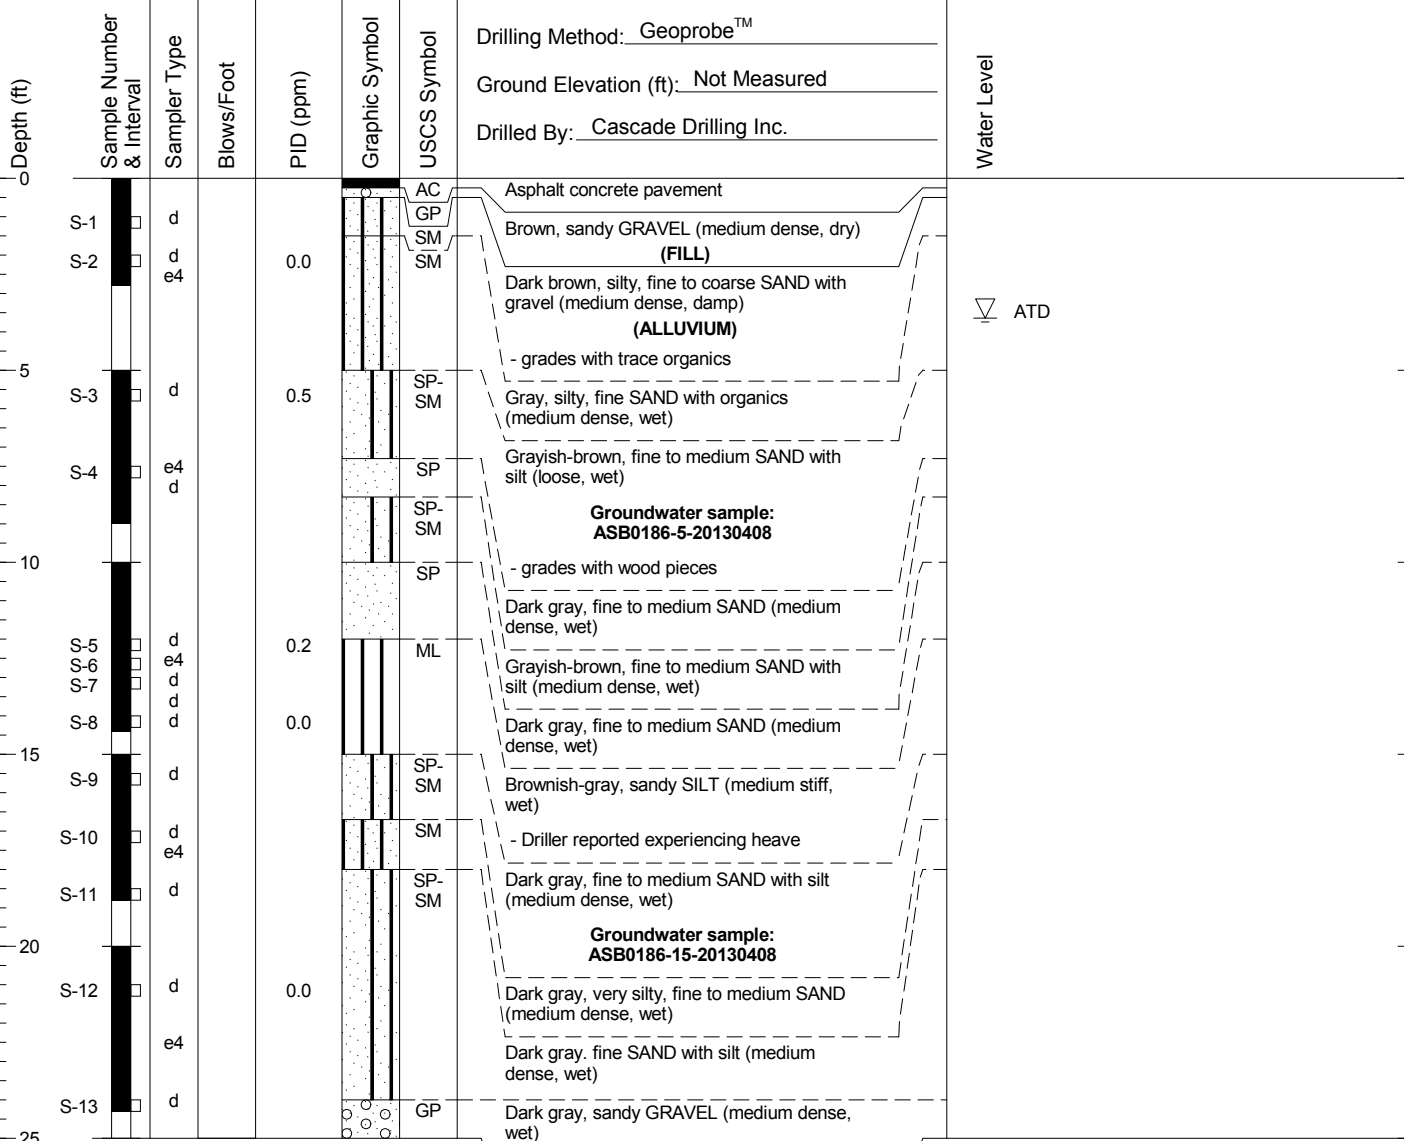 Depth (ft)
Sample Number
& Interval
Sampler Type
Blows/Foot
PID (ppm)
Graphic Symbol
USCS Symbol
Drilling Method: Geoprobe™
Ground Elevation (ft): Not Measured
Drilled By: Cascade Drilling Inc.
Water Level
0
AC
Asphalt concrete pavement
S-1
d
GP
Brown, sandy GRAVEL (medium dense, dry)
(FILL)
SM
S-2
d
e4
0.0
SM
Dark brown, silty, fine to coarse SAND with
gravel (medium dense, damp)
(ALLUVIUM)
ATD
- grades with trace organics
5
S-3
d
0.5
SP-
SM
Gray, silty, fine SAND with organics
(medium dense, wet)
S-4
e4
d
SP
Grayish-brown, fine to medium SAND with
silt (loose, wet)
SP-
SM
Groundwater sample:
ASB0186-5-20130408
10
SP
- grades with wood pieces
Dark gray, fine to medium SAND (medium
dense, wet)
S-5
d
0.2
ML
S-6
e4
Grayish-brown, fine to medium SAND with
silt (medium dense, wet)
S-7
d
d
S-8
d
0.0
Dark gray, fine to medium SAND (medium
dense, wet)
15
S-9
d
SP-
SM
Brownish-gray, sandy SILT (medium stiff,
wet)
S-10
d
e4
SM
- Driller reported experiencing heave
S-11
d
SP-
SM
Dark gray, fine to medium SAND with silt
(medium dense, wet)
20
Groundwater sample:
ASB0186-15-20130408
S-12
d
0.0
Dark gray, very silty, fine to medium SAND
(medium dense, wet)
e4
Dark gray. fine SAND with silt (medium
dense, wet)
S-13
d
GP
Dark gray, sandy GRAVEL (medium dense,
wet)
25